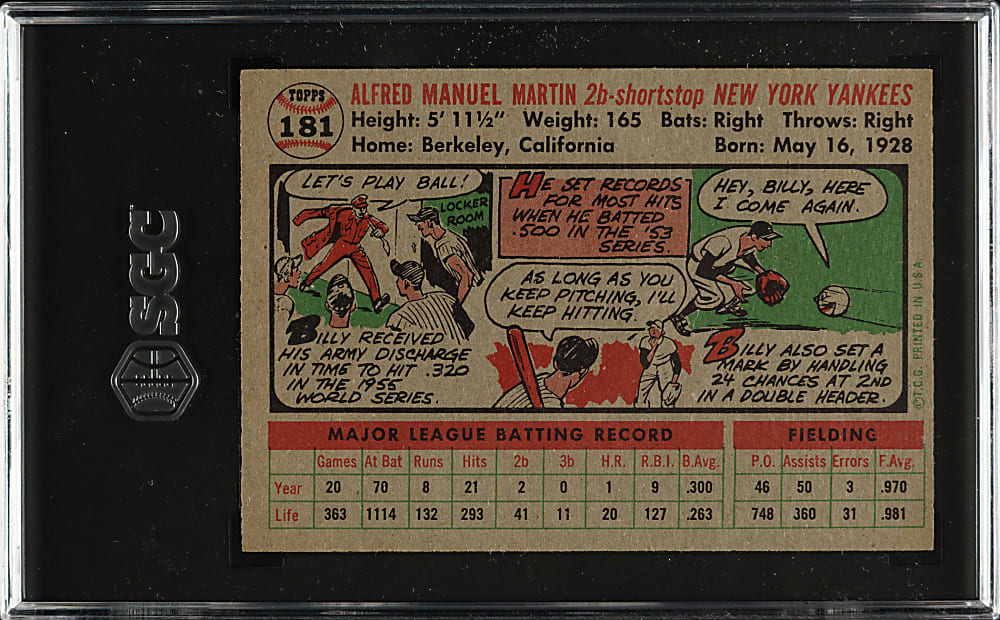 SGC
TOPPS
181
ALFRED MANUEL MARTIN 2b-shortstop NEW YORK YANKEES
Height: 5' 11½" Weight: 165 Bats: Right Throws: Right
Home: Berkeley, California Born: May 16, 1928
LET'S PLAY BALL!
LOCKER
ROOM
BILLY RECEIVED
HIS ARMY DISCHARGE
IN TIME TO HIT .320
IN THE 1955
WORLD SERIES.
HE SET RECORDS
FOR MOST HITS
WHEN HE BATTED
.500 IN THE '53
SERIES.
AS LONG AS YOU
KEEP PITCHING, I'LL
KEEP HITTING.
HEY, BILLY, HERE
I COME AGAIN.
BILLY ALSO SET A
MARK BY HANDLING
24 CHANCES AT 2ND
IN A DOUBLE HEADER.
©T.C.G. PRINTED IN U.S.A.
MAJOR LEAGUE BATTING RECORD FIELDING
Games At Bat Runs Hits 2b 3b H.R. R.B.I. B.Avg. P.O. Assists Errors F.Avg.
Year 20 70 8 21 2 0 1 9 .300 46 50 3 .970
Life 363 1114 132 293 41 11 20 127 .263 748 360 31 .981